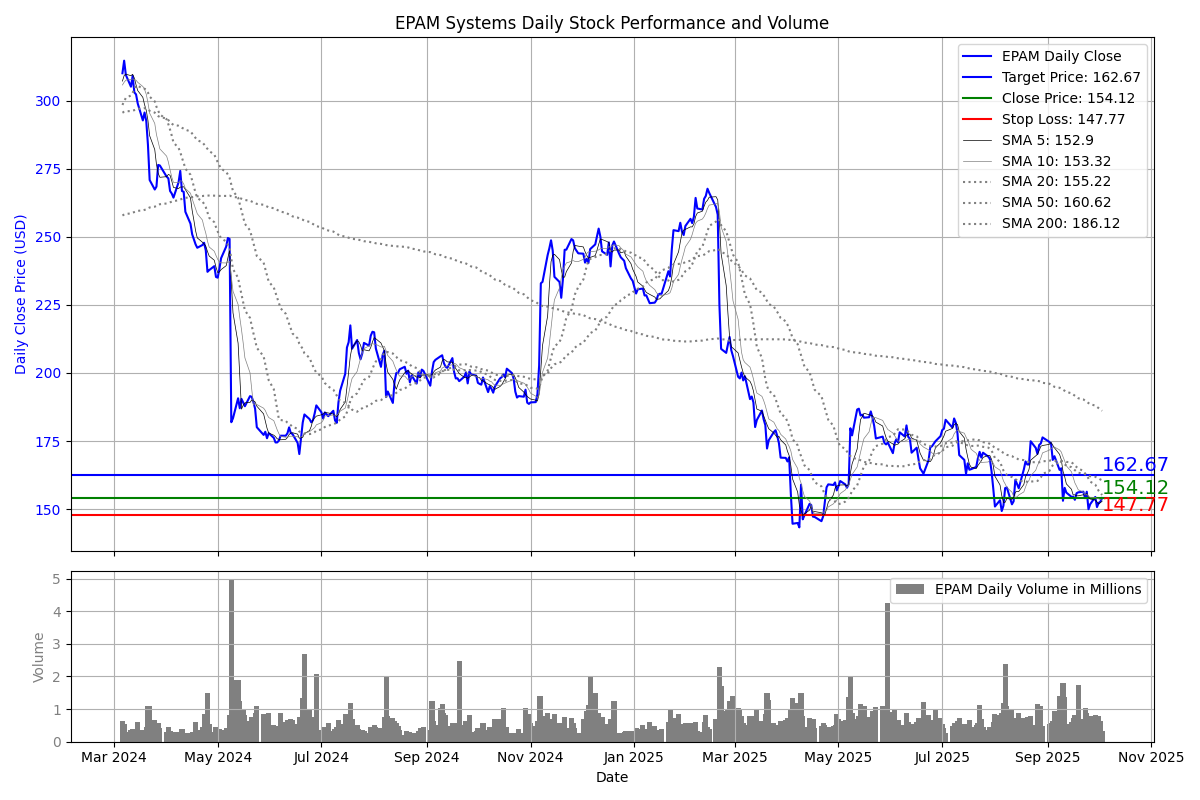 EPAM Systems Daily Stock Performance and Volume
EPAM Daily Close
Target Price: 162.67
Close Price: 154.12
Stop Loss: 147.77
SMA 5: 152.9
SMA 10: 153.32
SMA 20: 155.22
SMA 50: 160.62
SMA 200: 186.12
Daily Close Price (USD)
300
275
250
225
200
175
150
162.67
154.12
147.77
EPAM Daily Volume in Millions
Volume
5
4
3
2
1
0
Mar 2024 May 2024 Jul 2024 Sep 2024 Nov 2024 Jan 2025 Mar 2025 May 2025 Jul 2025 Sep 2025 Nov 2025
Date